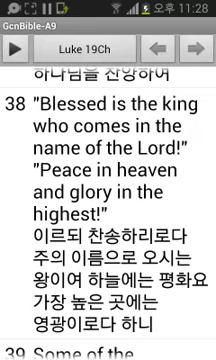 오후 11:28
GcnBible-A9
Luke 19Ch
하나님을 찬양하여
38 "Blessed is the king
who comes in the
name of the Lord!"
"Peace in heaven
and glory in the
highest!"
이르되 찬송하리로다
주의 이름으로 오시는
왕이여 하늘에는 평화요
가장 높은 곳에는
영광이로다 하니
39 Some of the